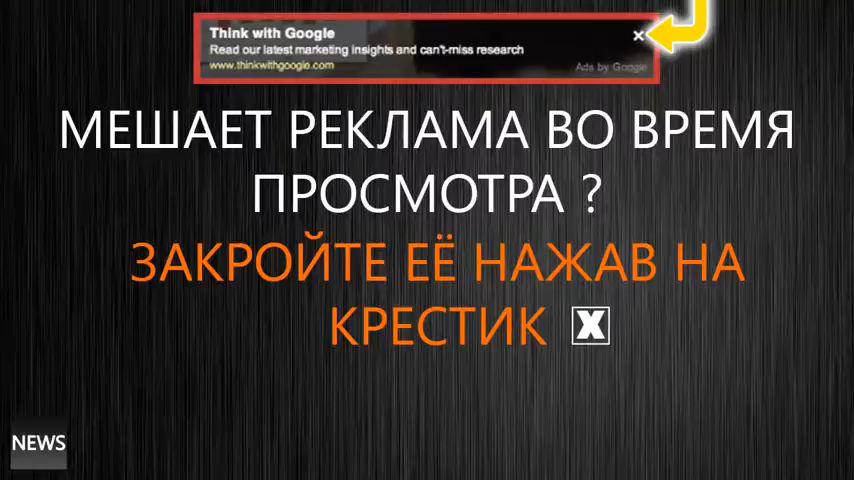 Think with Google
Read our latest marketing insights and can't-miss research
www.thinkwithgoogle.com
Ads by Google
МЕШАЕТ РЕКЛАМА ВО ВРЕМЯ
ПРОСМОТРА ?
ЗАКРОЙТЕ ЕЁ НАЖАВ НА
КРЕСТИК X
NEWS